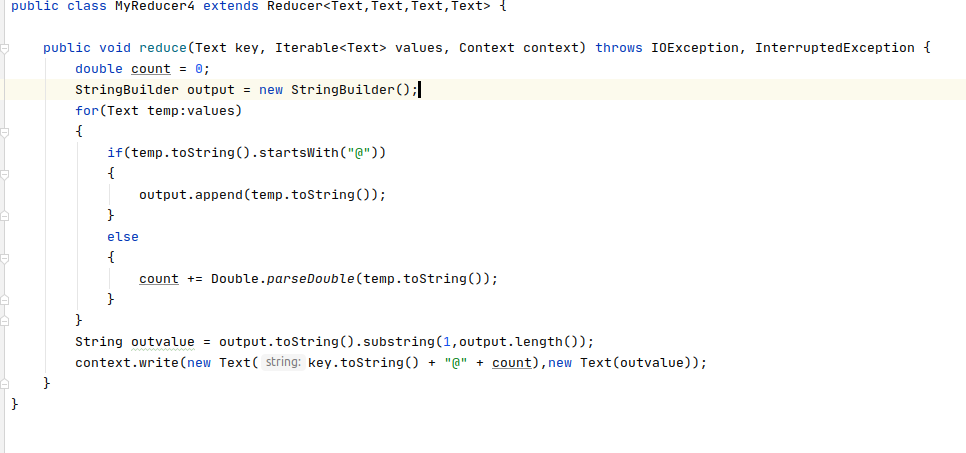 public class MyReducer4 extends Reducer<Text,Text,Text,Text> {
public void reduce(Text key, Iterable<Text> values, Context context) throws IOException, InterruptedException {
double count = 0;
StringBuilder output = new StringBuilder();
for(Text temp:values)
{
if(temp.toString().startsWith("@"))
{
output.append(temp.toString());
}
else
{
count += Double.parseDouble(temp.toString());
}
}
String outvalue = output.toString().substring(1,output.length());
context.write(new Text( string: key.toString() + "@" + count),new Text(outvalue));
}
}